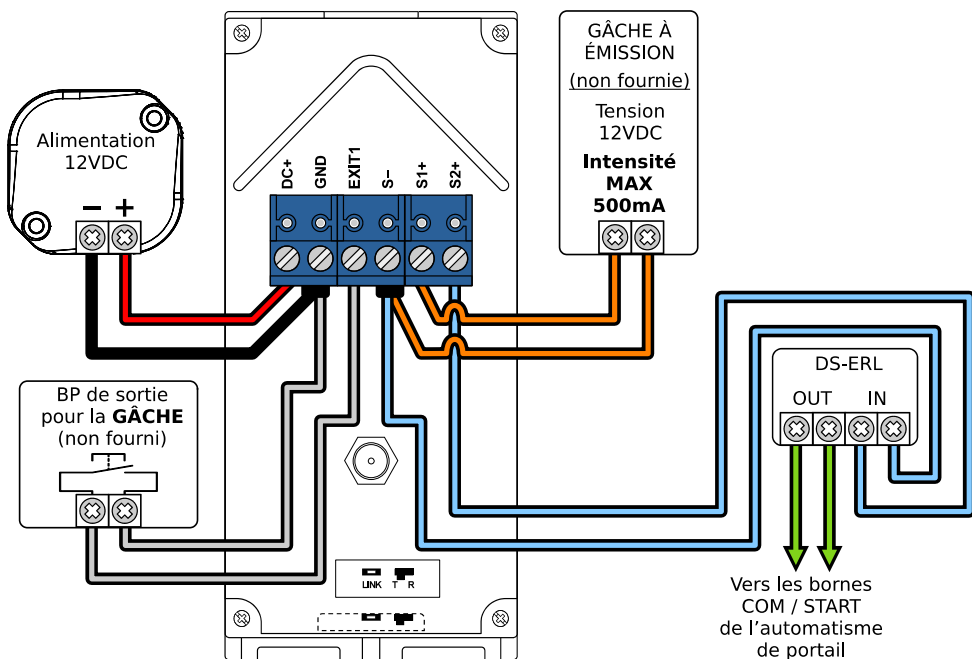 Alimentation
12VDC
− +
DC+
GND
EXIT1
S−
S1+
S2+
GÂCHE À
ÉMISSION
(non fournie)
Tension
12VDC
Intensité
MAX
500mA
BP de sortie
pour la GÂCHE
(non fourni)
DS-ERL
OUT IN
LINK T R
Vers les bornes
COM / START
de l’automatisme
de portail